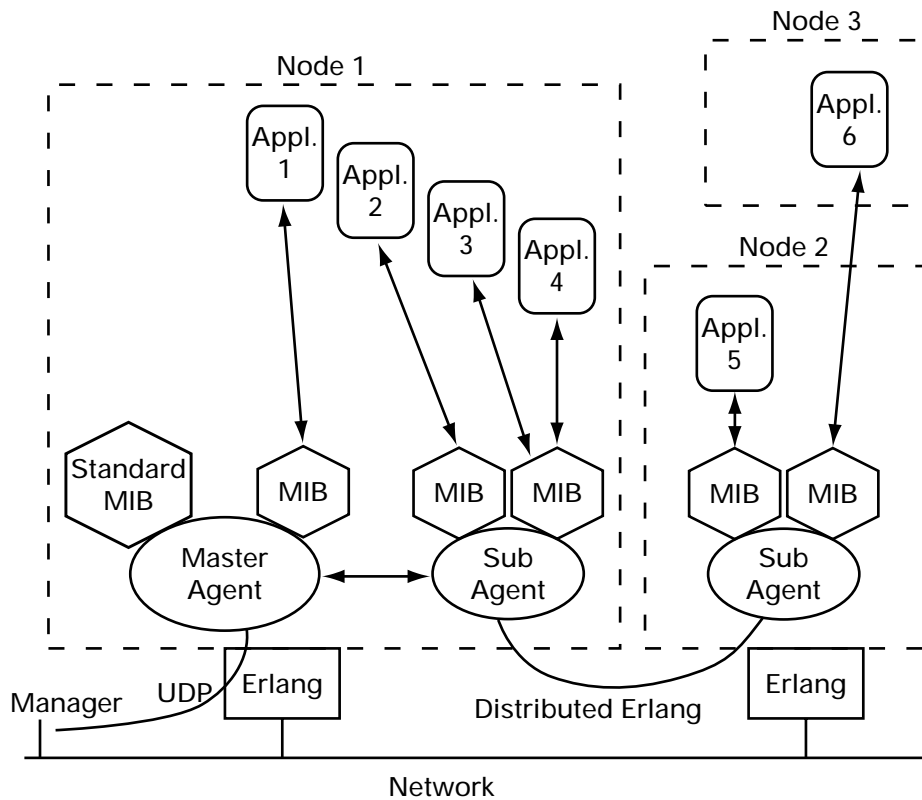 Node 3
Node 1
Appl.
6
Appl.
1
Appl.
2
Appl.
3
Appl.
4
Node 2
Appl.
5
Standard
MIB
MIB
MIB
MIB
MIB
MIB
Master
Agent
Sub
Agent
Sub
Agent
Manager
UDP
Erlang
Distributed Erlang
Erlang
Network